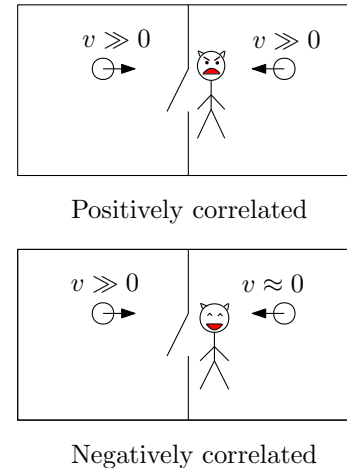 v ≫ 0 v ≫ 0
Positively correlated
v ≫ 0 v ≈ 0
Negatively correlated